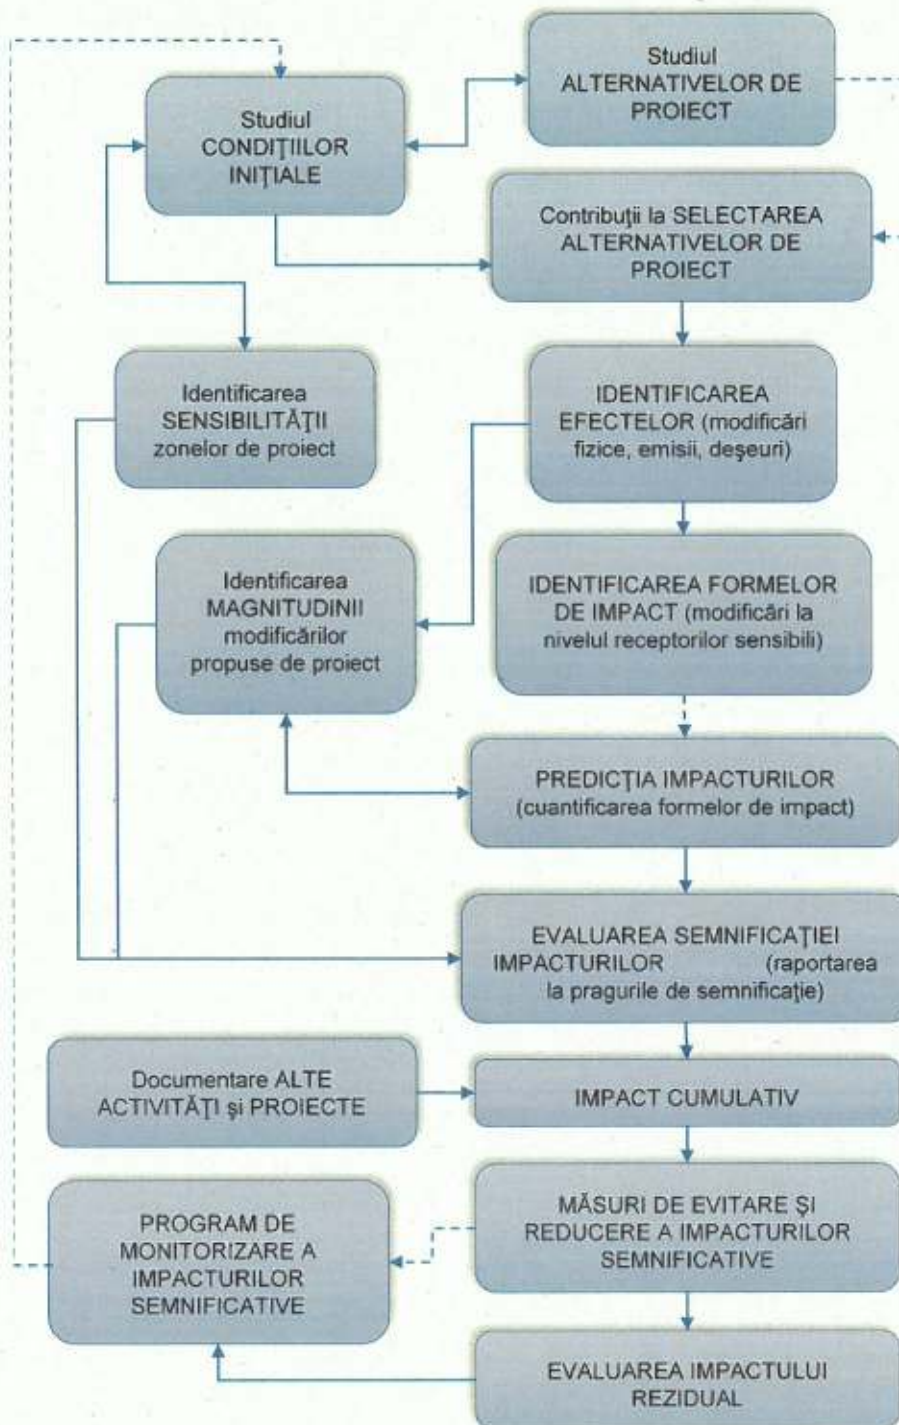 Studiul
ALTERNATIVELOR DE
PROIECT
Studiul
CONDIŢIILOR
INIŢIALE
Contribuţii la SELECTAREA
ALTERNATIVELOR DE
PROIECT
Identificarea
SENSIBILITĂŢII
zonelor de proiect
IDENTIFICAREA
EFECTELOR (modificări
fizice, emisii, deşeuri)
Identificarea
MAGNITUDINII
modificărilor
propuse de proiect
IDENTIFICAREA FORMELOR
DE IMPACT (modificări la
nivelul receptorilor sensibili)
PREDICŢIA IMPACTURILOR
(cuantificarea formelor de impact)
EVALUAREA SEMNIFICAŢIEI
IMPACTURILOR (raportarea
la pragurile de semnificaţie)
Documentare ALTE
ACTIVITĂŢI şi PROIECTE
IMPACT CUMULATIV
MĂSURI DE EVITARE ŞI
REDUCERE A IMPACTURILOR
SEMNIFICATIVE
PROGRAM DE
MONITORIZARE A
IMPACTURILOR
SEMNIFICATIVE
EVALUAREA IMPACTULUI
REZIDUAL